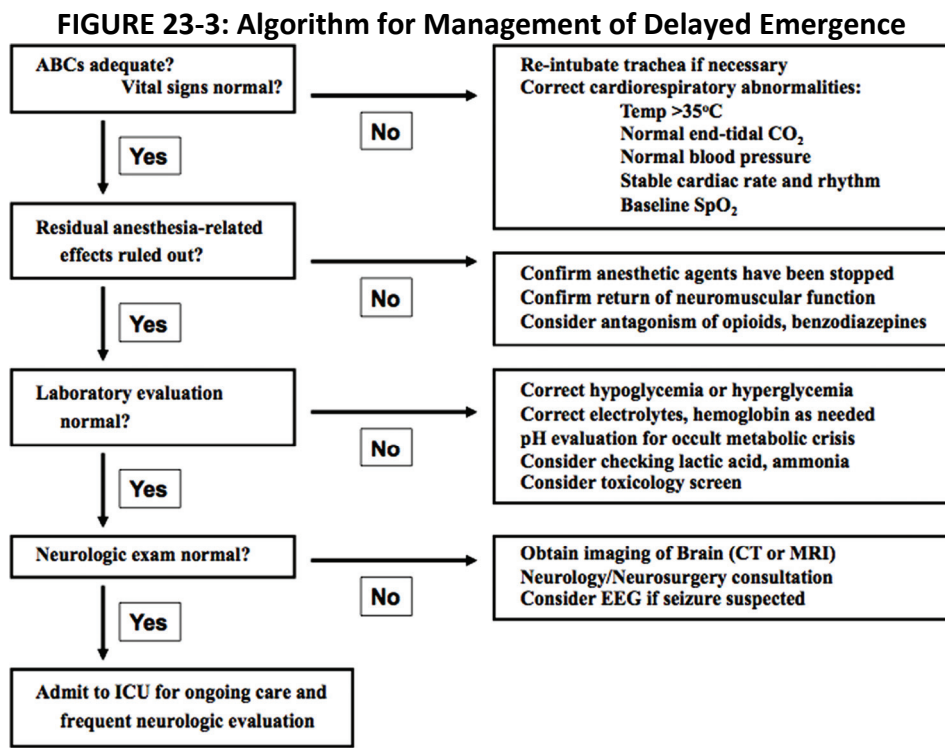 FIGURE 23-3: Algorithm for Management of Delayed Emergence
ABCs adequate?
Vital signs normal?
No
Re-intubate trachea if necessary
Correct cardiorespiratory abnormalities:
Temp >35ºC
Normal end-tidal CO₂
Normal blood pressure
Stable cardiac rate and rhythm
Baseline SpO₂
Yes
Residual anesthesia-related
effects ruled out?
No
Confirm anesthetic agents have been stopped
Confirm return of neuromuscular function
Consider antagonism of opioids, benzodiazepines
Yes
Laboratory evaluation
normal?
No
Correct hypoglycemia or hyperglycemia
Correct electrolytes, hemoglobin as needed
pH evaluation for occult metabolic crisis
Consider checking lactic acid, ammonia
Consider toxicology screen
Yes
Neurologic exam normal?
No
Obtain imaging of Brain (CT or MRI)
Neurology/Neurosurgery consultation
Consider EEG if seizure suspected
Yes
Admit to ICU for ongoing care and
frequent neurologic evaluation